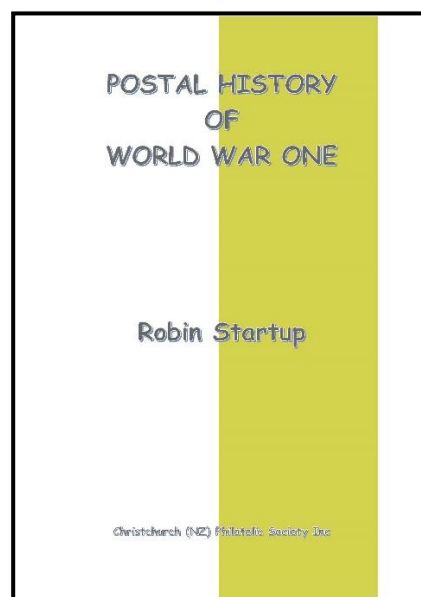 POSTAL HISTORY
OF
WORLD WAR ONE
Robin Startup
Christchurch (NZ) Philatelic Society Inc